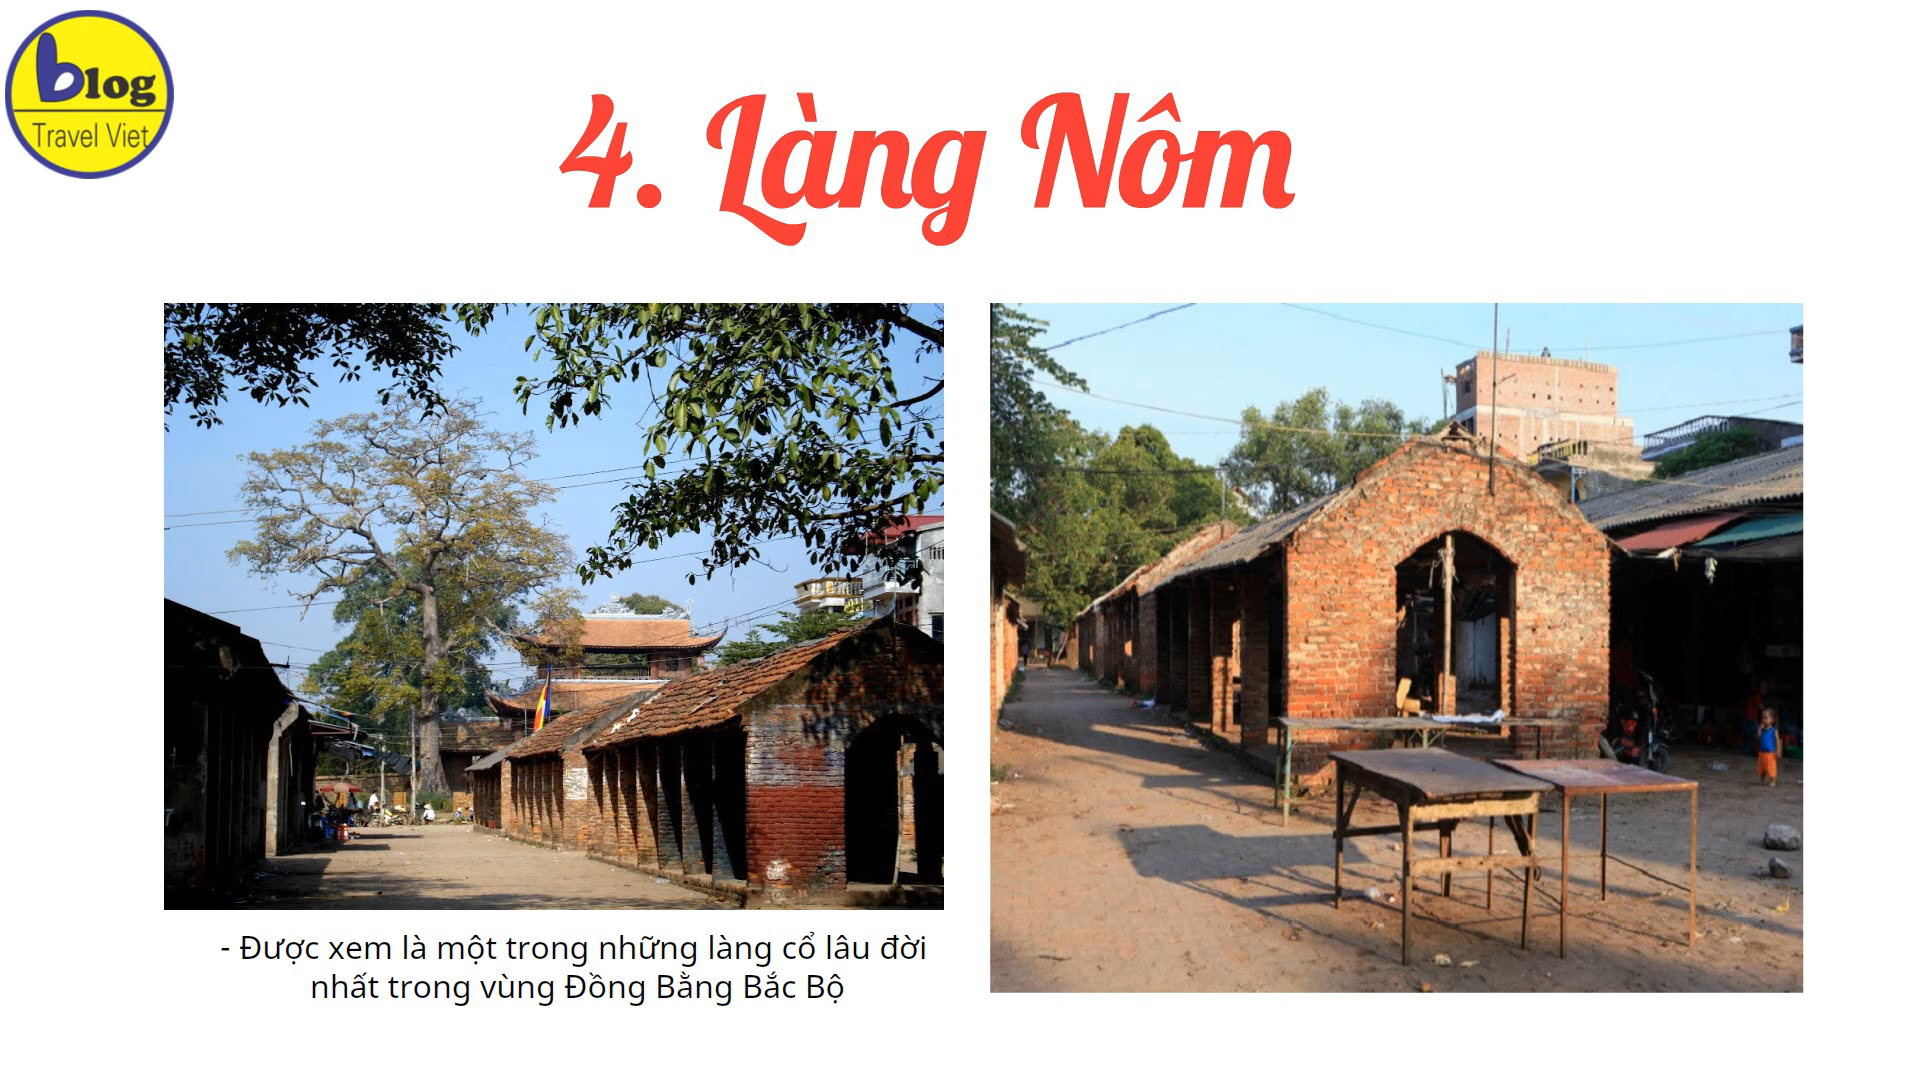 blog
Travel Viet
4. Làng Nôm
- Được xem là một trong những làng cổ lâu đời
nhất trong vùng Đồng Bằng Bắc Bộ